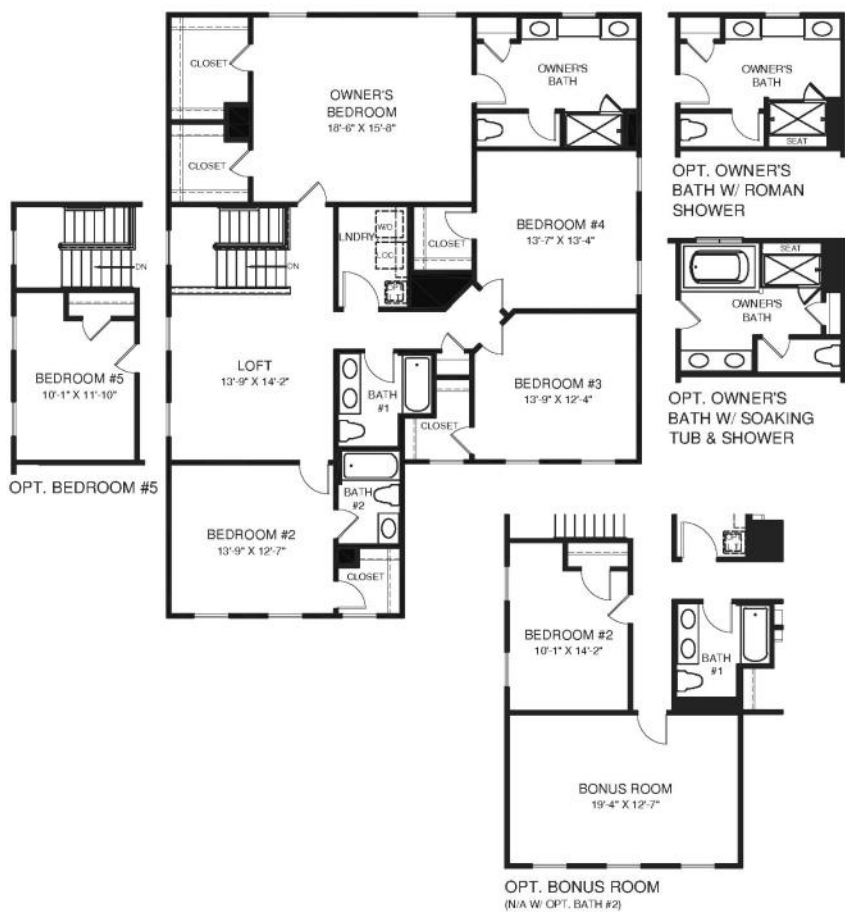 CLOSET
OWNER'S
BEDROOM
18'-6" X 15'-8"
OWNER'S
BATH
CLOSET
LNDRY
W/D
LOC
OPT
CLOSET
BEDROOM #4
13'-7" X 13'-4"
DN
LOFT
13'-9" X 14'-2"
BATH
#1
CLOSET
BEDROOM #3
13'-9" X 12'-4"
BEDROOM #2
13'-9" X 12'-7"
BATH
#2
CLOSET
DN
BEDROOM #5
10'-1" X 11'-10"
OPT. BEDROOM #5
OWNER'S
BATH
SEAT
OPT. OWNER'S
BATH W/ ROMAN
SHOWER
SEAT
OWNER'S
BATH
OPT. OWNER'S
BATH W/ SOAKING
TUB & SHOWER
BEDROOM #2
10'-1" X 14'-2"
BATH
#1
BONUS ROOM
19'-4" X 12'-7"
OPT. BONUS ROOM
(N/A W/ OPT. BATH #2)